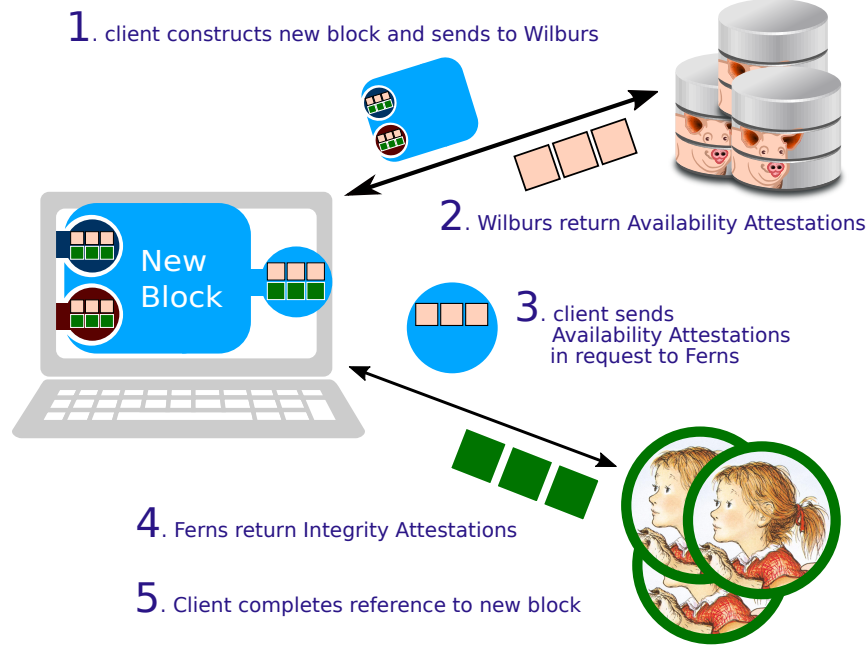 1. client constructs new block and sends to Wilburs
2. Wilburs return Availability Attestations
New
Block
3. client sends
Availability Attestations
in request to Ferns
4. Ferns return Integrity Attestations
5. Client completes reference to new block